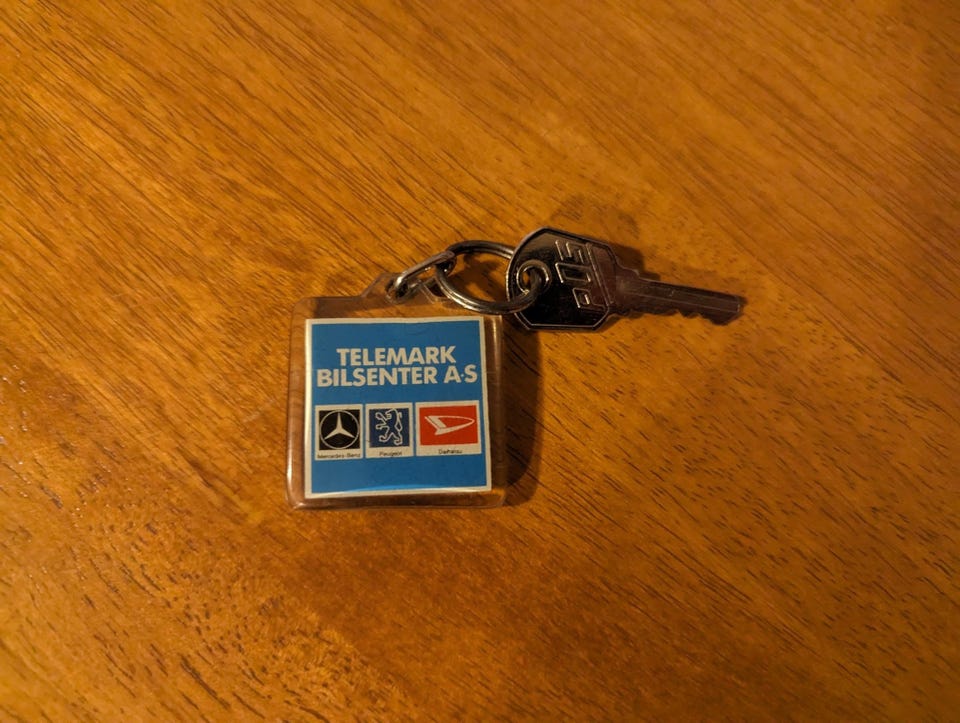 TELEMARK
BILSENTER A·S
Mercedes-Benz Peugeot Daihatsu